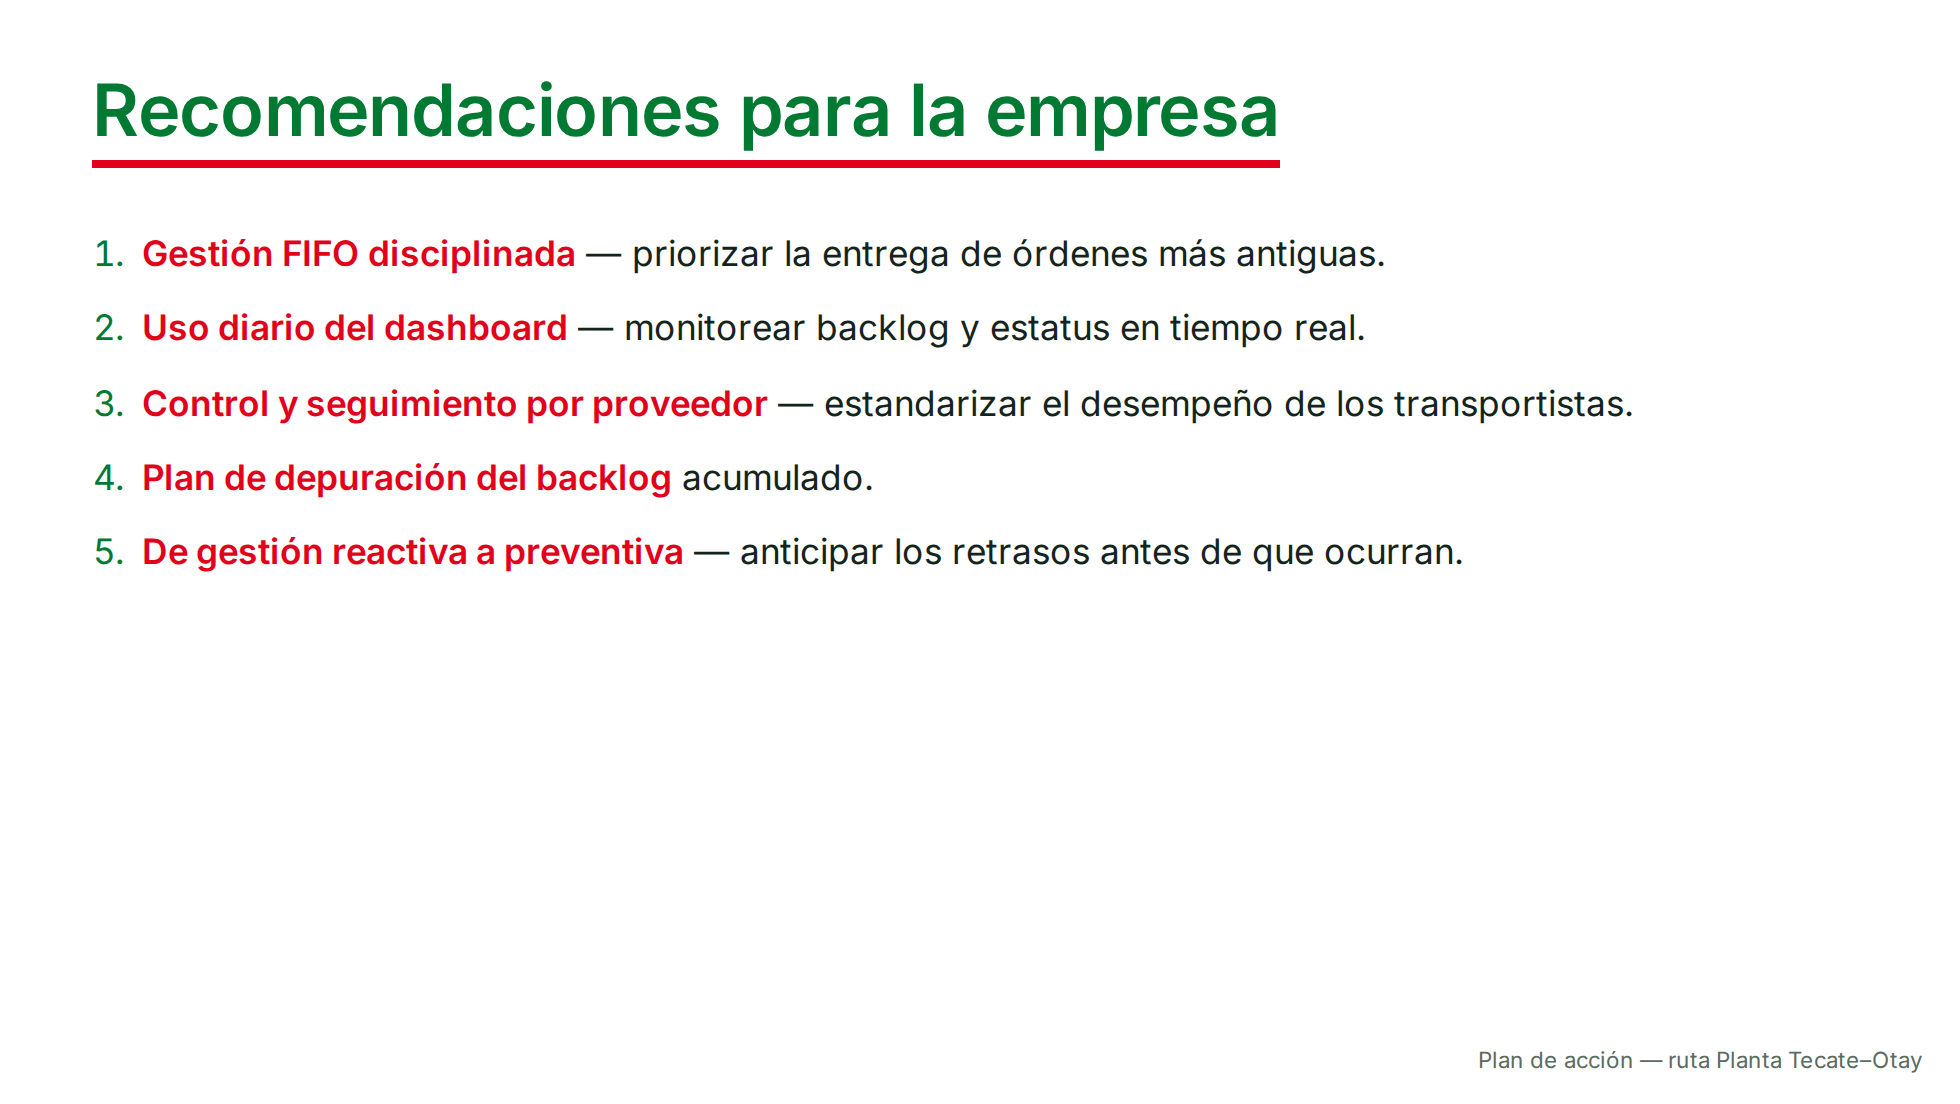 Recomendaciones para la empresa
1. Gestión FIFO disciplinada — priorizar la entrega de órdenes más antiguas.
2. Uso diario del dashboard — monitorear backlog y estatus en tiempo real.
3. Control y seguimiento por proveedor — estandarizar el desempeño de los transportistas.
4. Plan de depuración del backlog acumulado.
5. De gestión reactiva a preventiva — anticipar los retrasos antes de que ocurran.
Plan de acción — ruta Planta Tecate–Otay